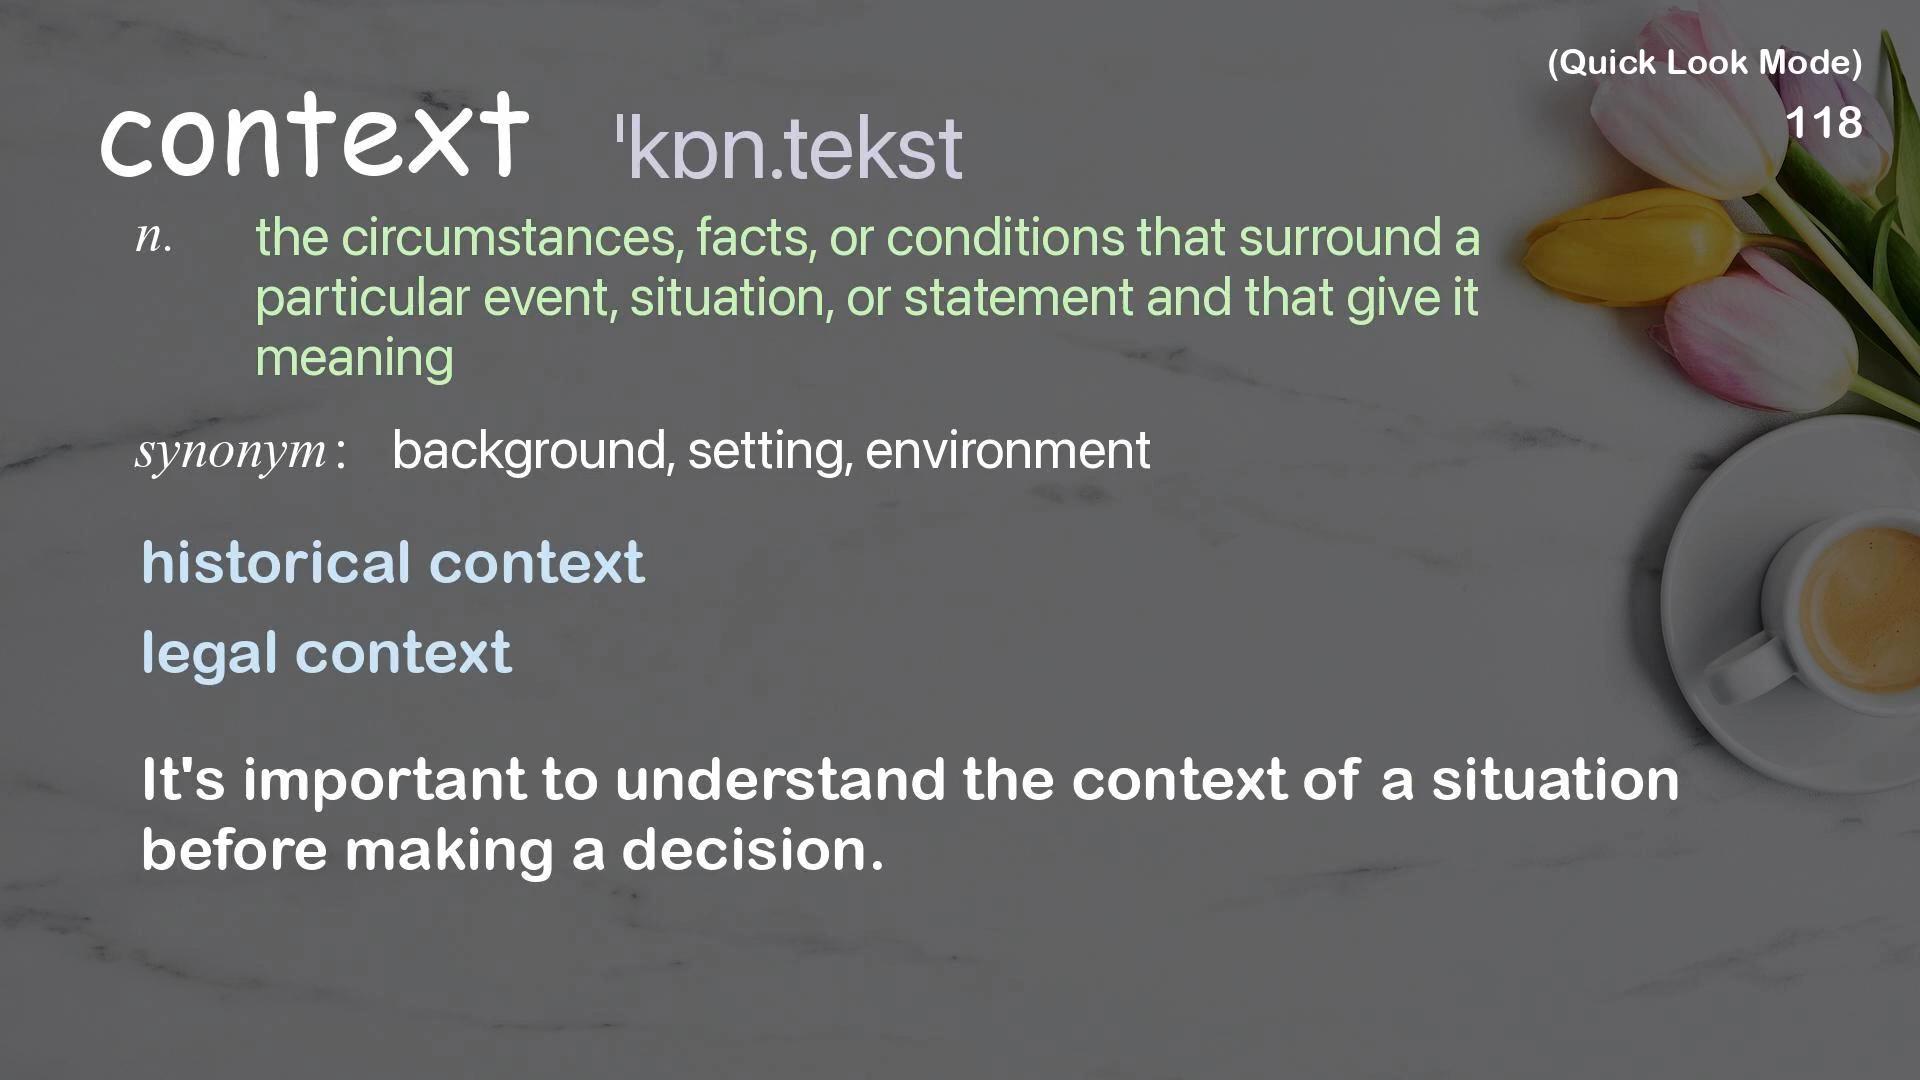 (Quick Look Mode)
118
context ˈkɒn.tekst
n. the circumstances, facts, or conditions that surround a
particular event, situation, or statement and that give it
meaning
synonym: background, setting, environment
historical context
legal context
It's important to understand the context of a situation
before making a decision.